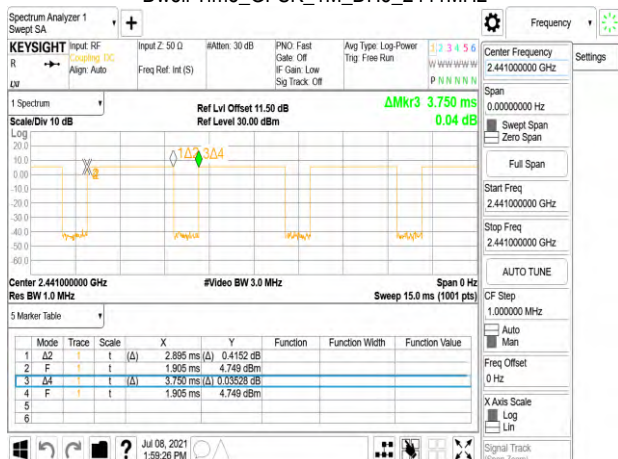 Spectrum Analyzer 1
Swept SA
Frequency
KEYSIGHT Input: RF
R
Coupling: DC
Align: Auto
LXI
Input Z: 50 Ω
Freq Ref: Int (S)
#Atten: 30 dB
PNO: Fast
Gate: Off
IF Gain: Low
Sig Track: Off
Avg Type: Log-Power
Trig: Free Run
1 2 3 4 5 6
W W W W W W
P N N N N N
Center Frequency
2.441000000 GHz
Settings
Span
0.00000000 Hz
Swept Span
Zero Span
Full Span
Start Freq
2.441000000 GHz
Stop Freq
2.441000000 GHz
AUTO TUNE
CF Step
1.000000 MHz
Auto
Man
Freq Offset
0 Hz
X Axis Scale
Log
Lin
Signal Track
1 Spectrum
Scale/Div 10 dB
Ref Lvl Offset 11.50 dB
Ref Level 30.00 dBm
ΔMkr3 3.750 ms
0.04 dB
Log
20.0
10.0
0.00
-10.0
-20.0
-30.0
-40.0
-50.0
-60.0
1Δ2 3Δ4
Center 2.441000000 GHz
Res BW 1.0 MHz
#Video BW 3.0 MHz
Span 0 Hz
Sweep 15.0 ms (1001 pts)
5 Marker Table
Mode Trace Scale X Y Function Function Width Function Value
1 Δ2 1 t (Δ) 2.895 ms (Δ) 0.4152 dB
2 F 1 t 1.905 ms 4.749 dBm
3 Δ4 1 t (Δ) 3.750 ms (Δ) 0.03528 dB
4 F 1 t 1.905 ms 4.749 dBm
5
6
?
Jul 08, 2021
1:59:26 PM